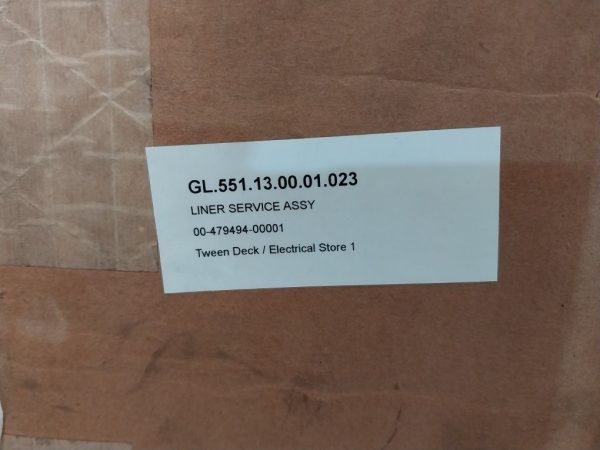 GL.551.13.00.01.023
LINER SERVICE ASSY
00-479494-00001
Tween Deck / Electrical Store 1